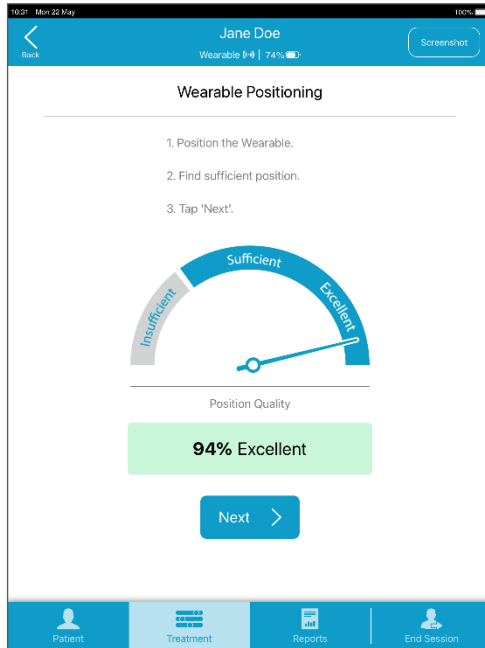 10:31 Mon 22 May 100%
Jane Doe
Back
Wearable | 74%
Screenshot
Wearable Positioning
1. Position the Wearable.
2. Find sufficient position.
3. Tap 'Next'.
Insufficient
Sufficient
Excellent
Position Quality
94% Excellent
Next
Patient
Treatment
Reports
End Session